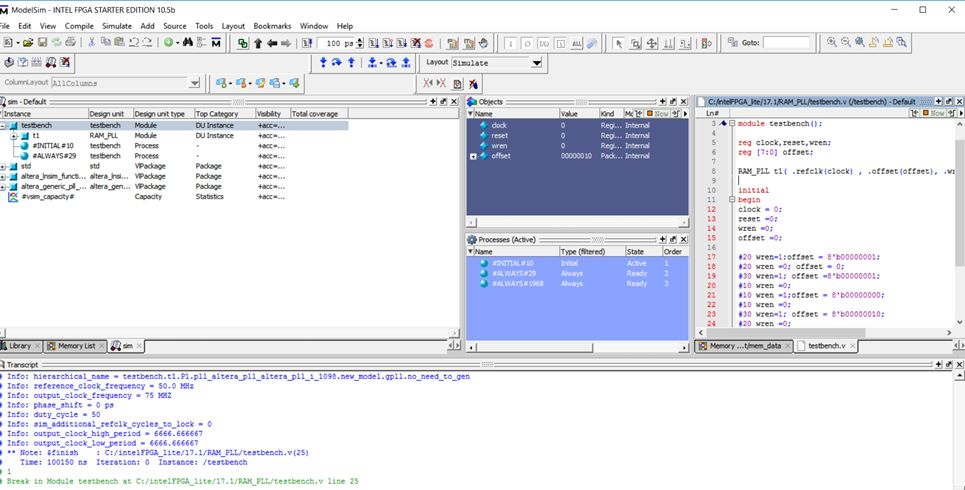 ModelSim - INTEL FPGA STARTER EDITION 10.5b
File Edit View Compile Simulate Add Source Tools Layout Bookmarks Window Help
100 ps
Layout Simulate
ColumnLayout AllColumns
Goto:
sim - Default
Instance Design unit Design unit type Top Category Visibility Total coverage
testbench testbench Module DU Instance +acc=...
t1 RAM_PLL Module DU Instance +acc=...
#INITIAL#10 testbench Process - +acc=...
#ALWAYS#29 testbench Process - +acc=...
std std VlPackage Package +acc=...
altera_lnsim_functi... altera_lnsi... VlPackage Package +acc=...
altera_generic_pll_... altera_gen... VlPackage Package +acc=...
#vsim_capacity# Capacity Statistics +acc=...
Library Memory List sim
Objects
Now
Name Value Kind Mo Internal
clock 0 Regi... Internal
reset 0 Regi... Internal
wren 0 Regi... Internal
offset 00000010 Pack... Internal
Processes (Active)
Name Type (filtered) State Order
#INITIAL#10 Initial Active 1
#ALWAYS#29 Always Ready 2
#ALWAYS#1968 Always Ready 3
C:/intelFPGA_lite/17.1/RAM_PLL/testbench.v (/testbench) - Default
Ln# Now
3 module testbench();
4
5 reg clock,reset,wren;
6 reg [7:0] offset;
7
8 RAM_PLL t1( .refclk(clock) , .offset(offset), .wr
9
10 initial
11 begin
12 clock = 0;
13 reset =0;
14 wren =0;
15 offset =0;
16
17 #20 wren=1;offset = 8'b00000001;
18 #20 wren =0; offset = 0;
19 #30 wren=1; offset =8'b00000001;
20 #10 wren =0;
21 #10 wren =1;offset = 8'b00000000;
22 #10 wren =0;
23 #30 wren=1; offset = 8'b00000010;
24 #20 wren =0;
Memory ...t/mem_data testbench.v
Transcript
# Info: hierarchical_name = testbench.t1.P1.pll_altera_pll_altera_pll_i_1098.new_model.gpll.no_need_to_gen
# Info: reference_clock_frequency = 50.0 MHz
# Info: output_clock_frequency = 75 MHZ
# Info: phase_shift = 0 ps
# Info: duty_cycle = 50
# Info: sim_additional_refclk_cycles_to_lock = 0
# Info: output_clock_high_period = 6666.666667
# Info: output_clock_low_period = 6666.666667
# ** Note: $finish : C:/intelFPGA_lite/17.1/RAM_PLL/testbench.v(25)
# Time: 100150 ns Iteration: 0 Instance: /testbench
# 1
# Break in Module testbench at C:/intelFPGA_lite/17.1/RAM_PLL/testbench.v line 25